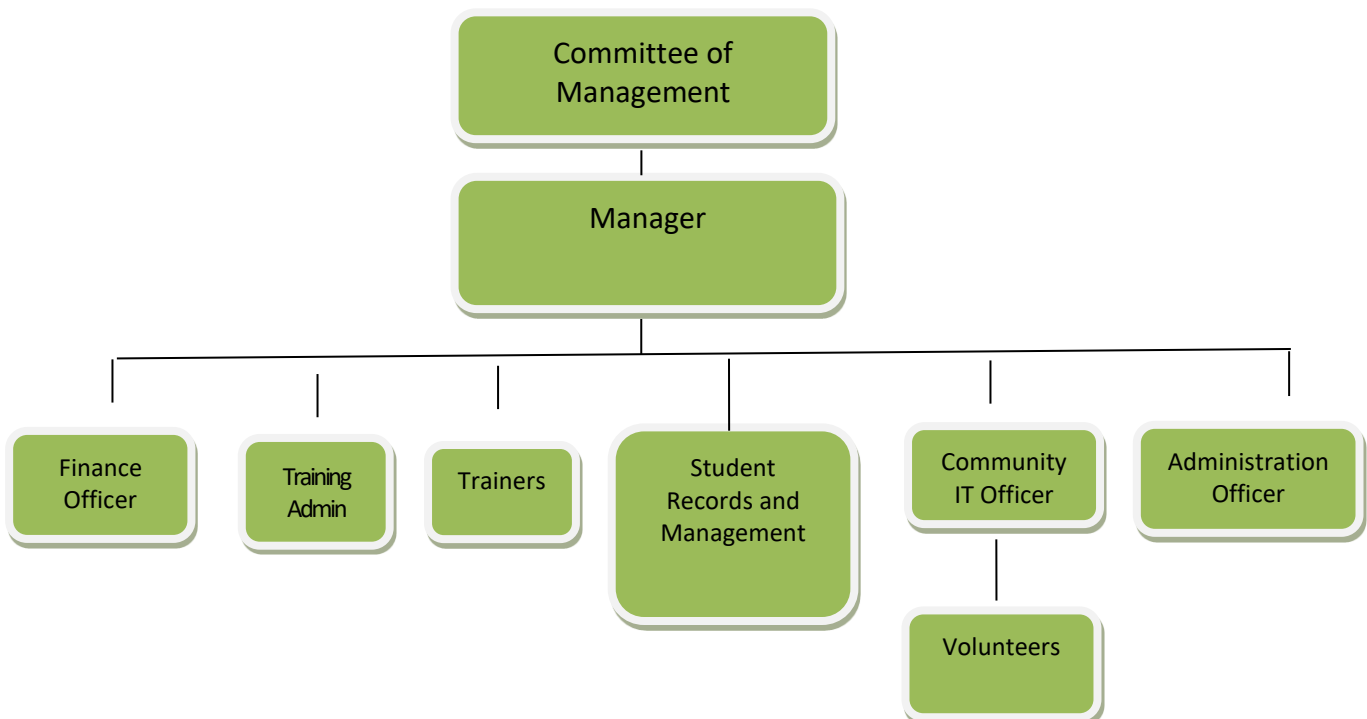 Committee of
Management
Manager
Finance
Officer
Training
Admin
Trainers
Student
Records and
Management
Community
IT Officer
Administration
Officer
Volunteers